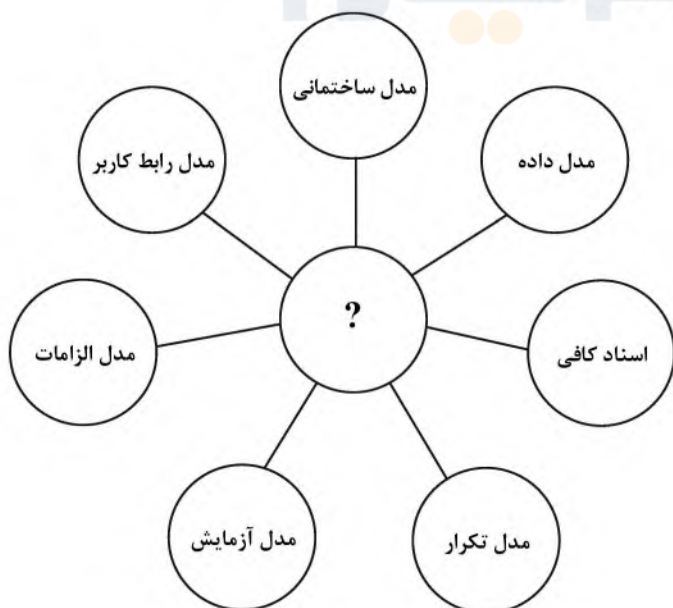 مدل ساختمانی
مدل داده
مدل رابط کاربر
?
اسناد کافی
مدل الزامات
مدل تکرار
مدل آزمایش